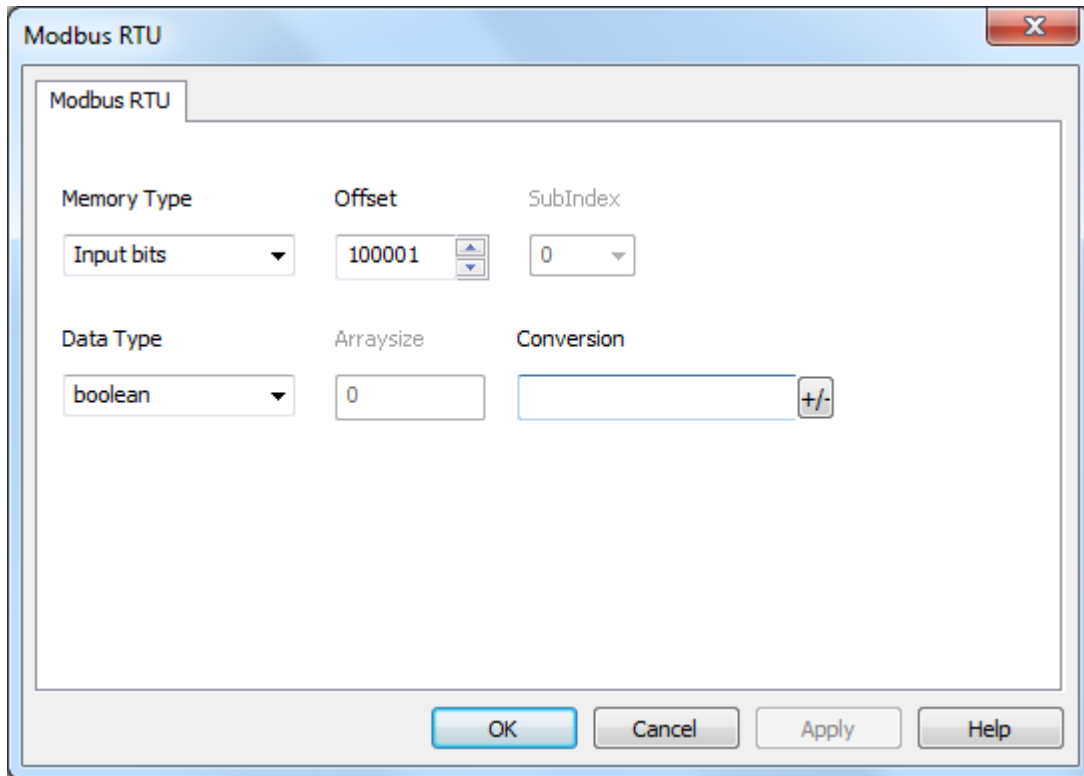 Modbus RTU
Modbus RTU
Memory Type Offset SubIndex
Input bits 100001 0
Data Type Arraysize Conversion
boolean 0 +/-
OK Cancel Apply Help